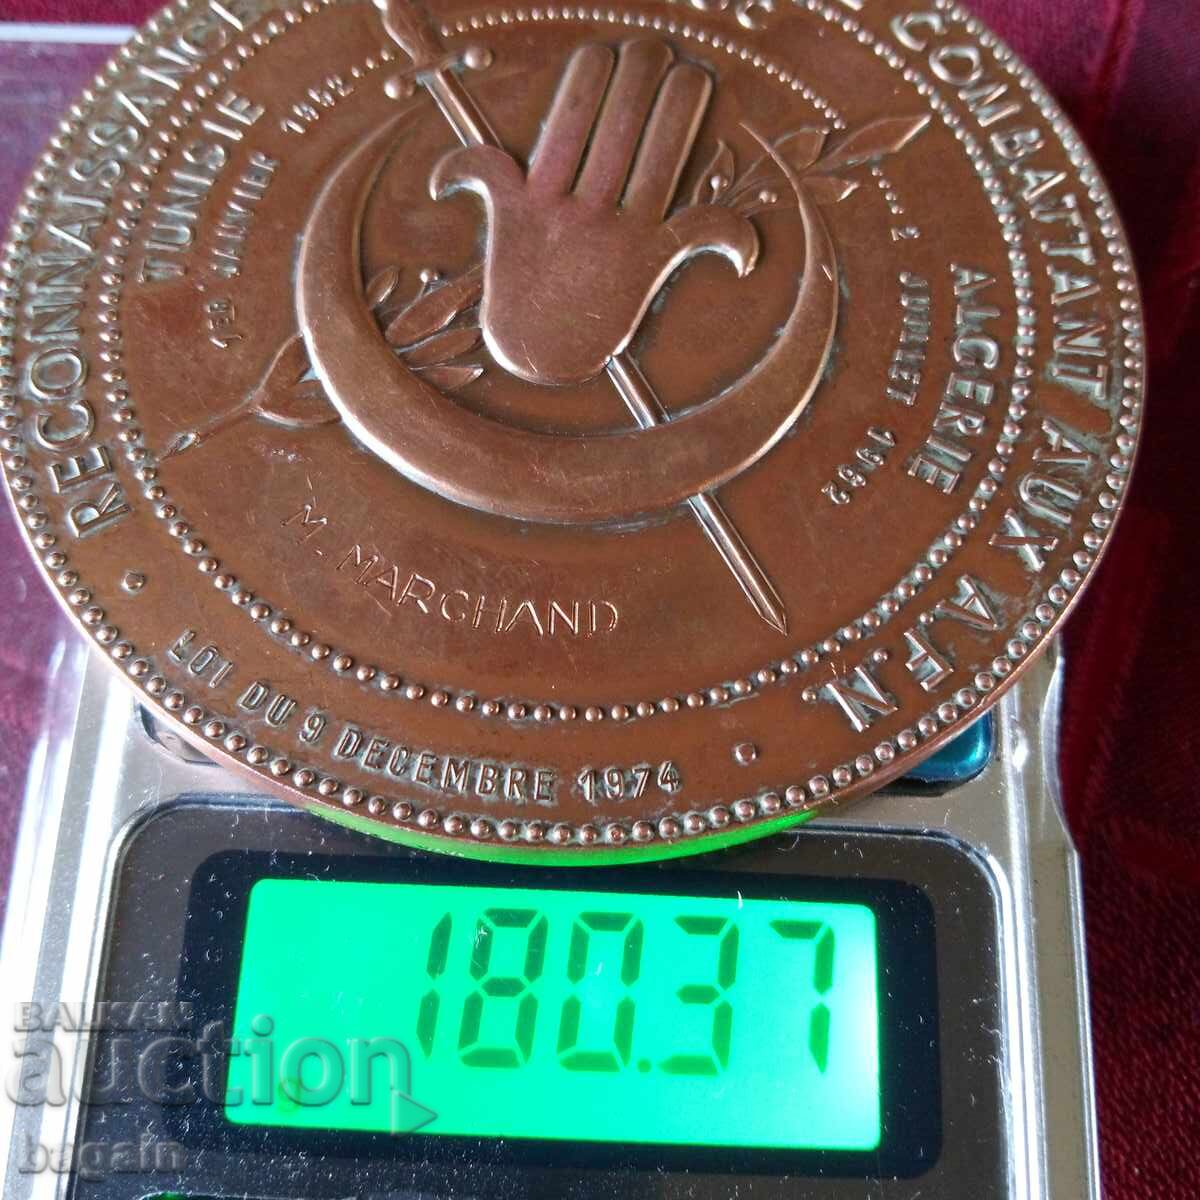 RECONNAISSANC
COMBATTANT AUX A.F.N.
TUNISIE
1ER JANVIER 1952
2 JUILLET 1962
ALGERIE
M. MARCHAND
LOI DU 9 DECEMBRE 1974
180.37
BALKAN
auction
bagain